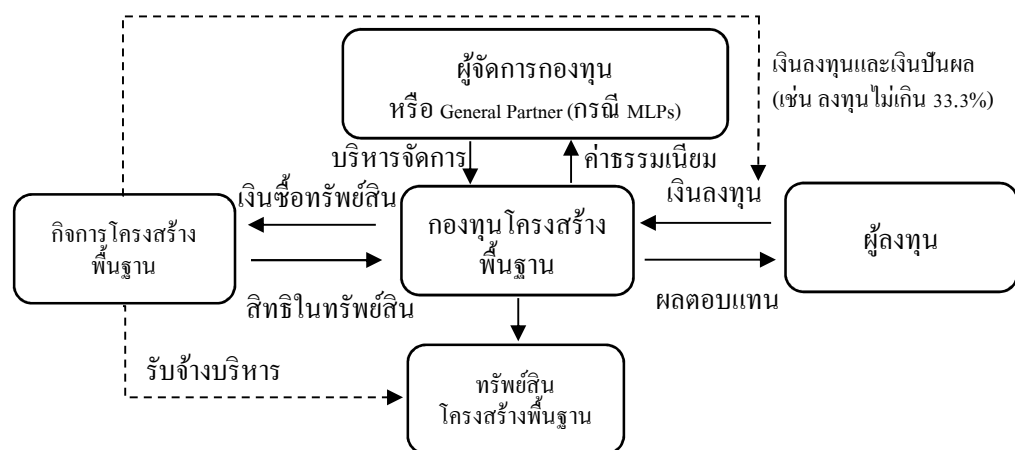 ผู้จัดการกองทุน
หรือ General Partner (กรณี MLPs)
เงินลงทุนและเงินปันผล
(เช่น ลงทุนไม่เกิน 33.3%)
บริหารจัดการ
ค่าธรรมเนียม
เงินซื้อทรัพย์สิน
เงินลงทุน
กิจการโครงสร้าง
พื้นฐาน
กองทุนโครงสร้าง
พื้นฐาน
ผู้ลงทุน
สิทธิในทรัพย์สิน
ผลตอบแทน
รับจ้างบริหาร
ทรัพย์สิน
โครงสร้างพื้นฐาน